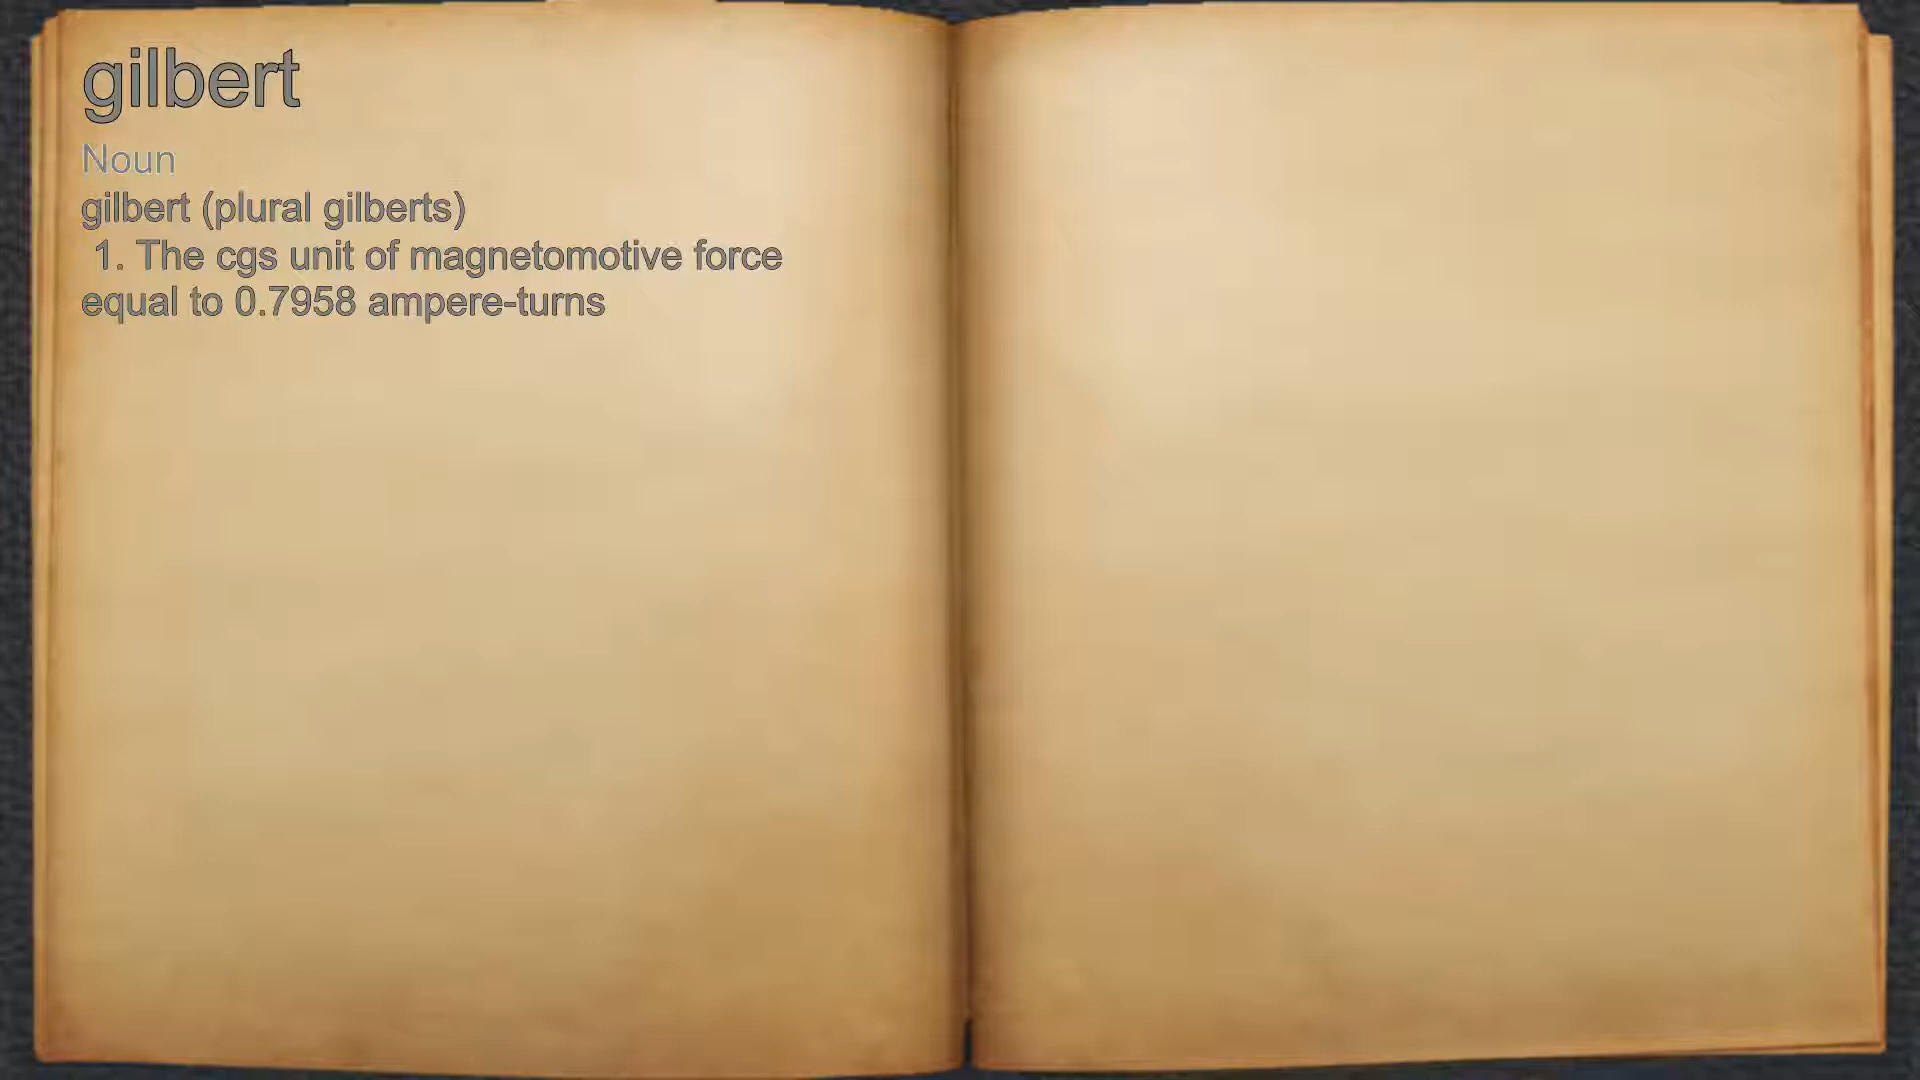 gilbert
Noun
gilbert (plural gilberts)
1. The cgs unit of magnetomotive force
equal to 0.7958 ampere-turns